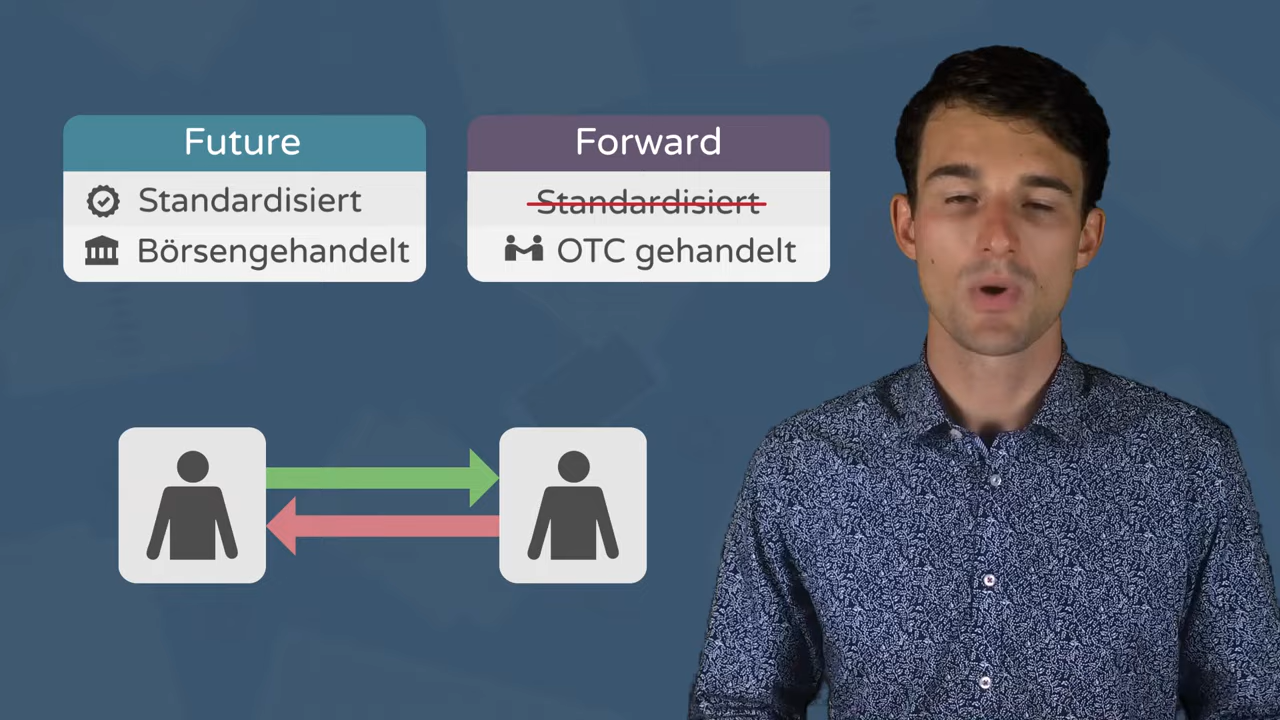 Future
Standardisiert
Börsengehandelt
Forward
Standardisiert
OTC gehandelt